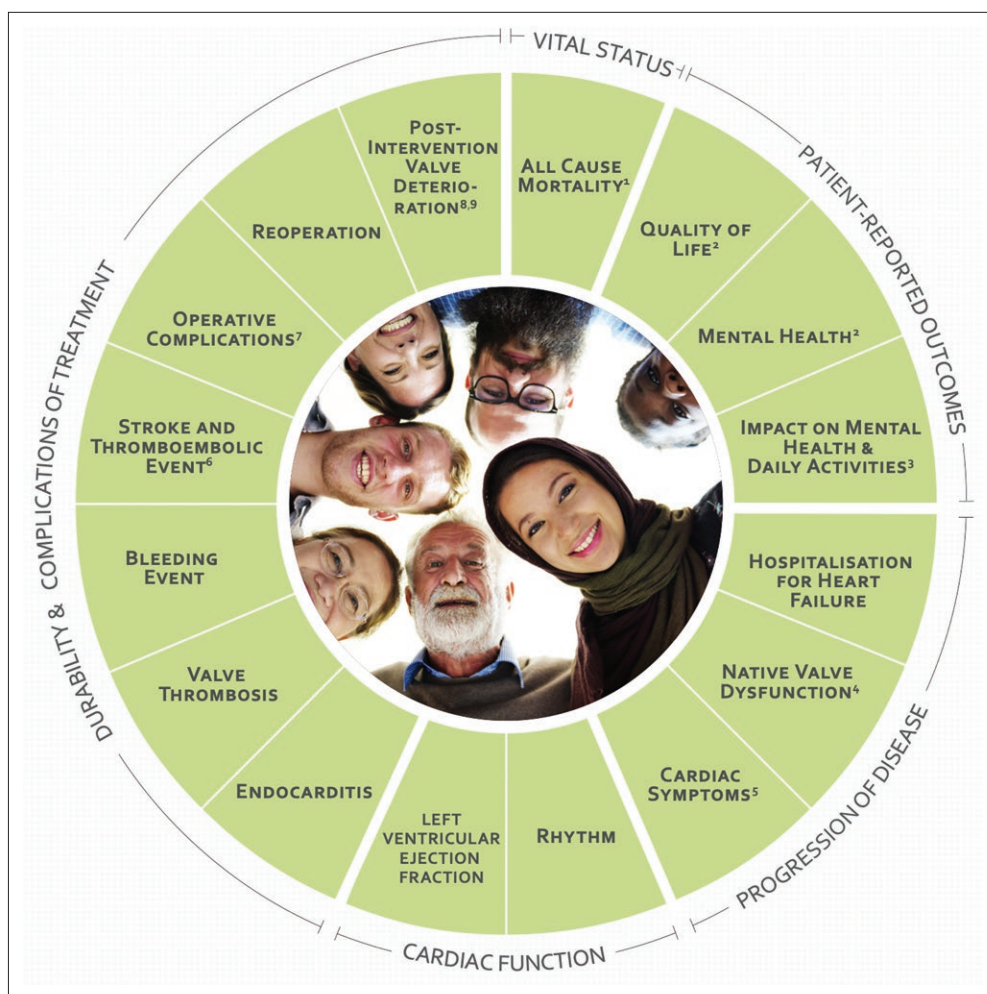 VITAL STATUS
ALL CAUSE
MORTALITY¹
PATIENT-REPORTED OUTCOMES
QUALITY OF
LIFE²
MENTAL HEALTH²
IMPACT ON MENTAL
HEALTH &
DAILY ACTIVITIES³
PROGRESSION OF DISEASE
HOSPITALISATION
FOR HEART
FAILURE
NATIVE VALVE
DYSFUNCTION⁴
CARDIAC
SYMPTOMS⁵
CARDIAC FUNCTION
RHYTHM
LEFT
VENTRICULAR
EJECTION
FRACTION
DURABILITY & COMPLICATIONS OF TREATMENT
ENDOCARDITIS
VALVE
THROMBOSIS
BLEEDING
EVENT
STROKE AND
THROMBOEMBOLIC
EVENT⁶
OPERATIVE
COMPLICATIONS⁷
REOPERATION
POST-
INTERVENTION
VALVE
DETERIO-
RATION⁸,⁹